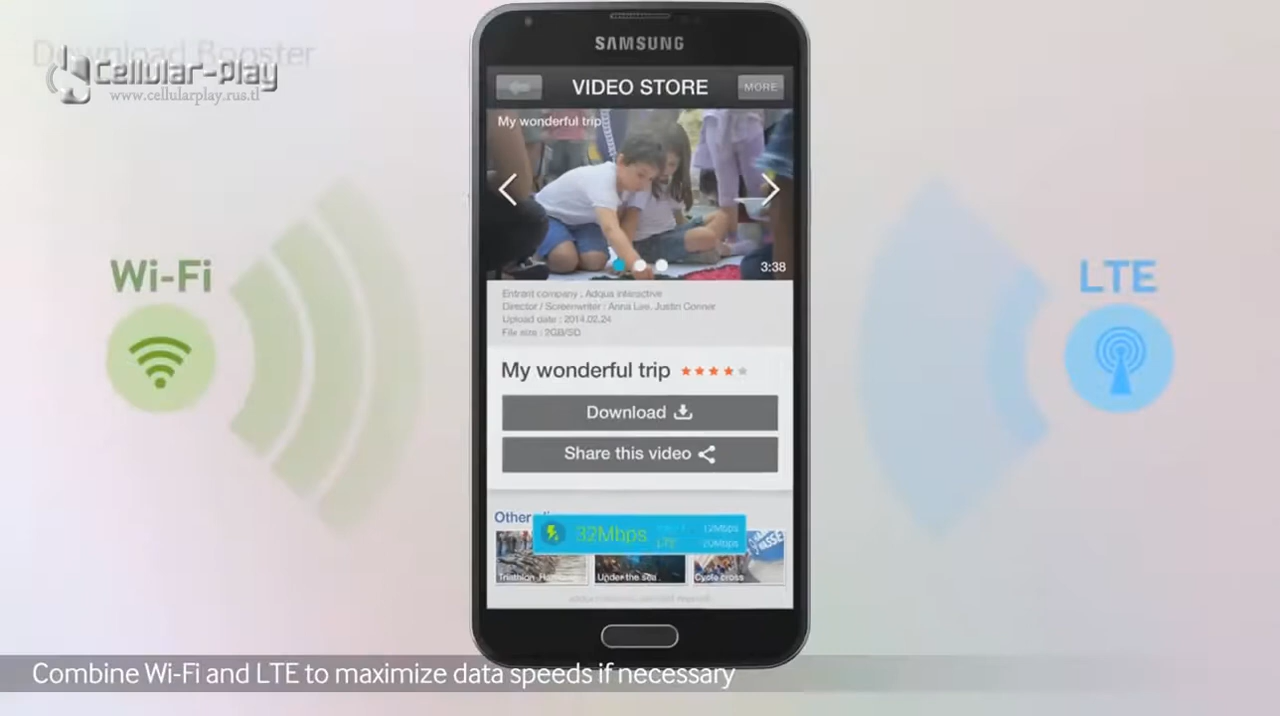 Download Booster
Cellular-Play
www.cellularplay.rus.tl
SAMSUNG
VIDEO STORE
MORE
My wonderful trip
3:38
Wi-Fi
LTE
Entrant company : Adqua interactive
Director / Screenwriter : Anna Lee, Justin Conner
Upload date : 2014.02.24
File size : 2GB/SD
My wonderful trip
Download
Share this video
Other
32Mbps
12Mbps
LTE 20Mbps
Triathlon
Under the sea
Cycle cross
Combine Wi-Fi and LTE to maximize data speeds if necessary